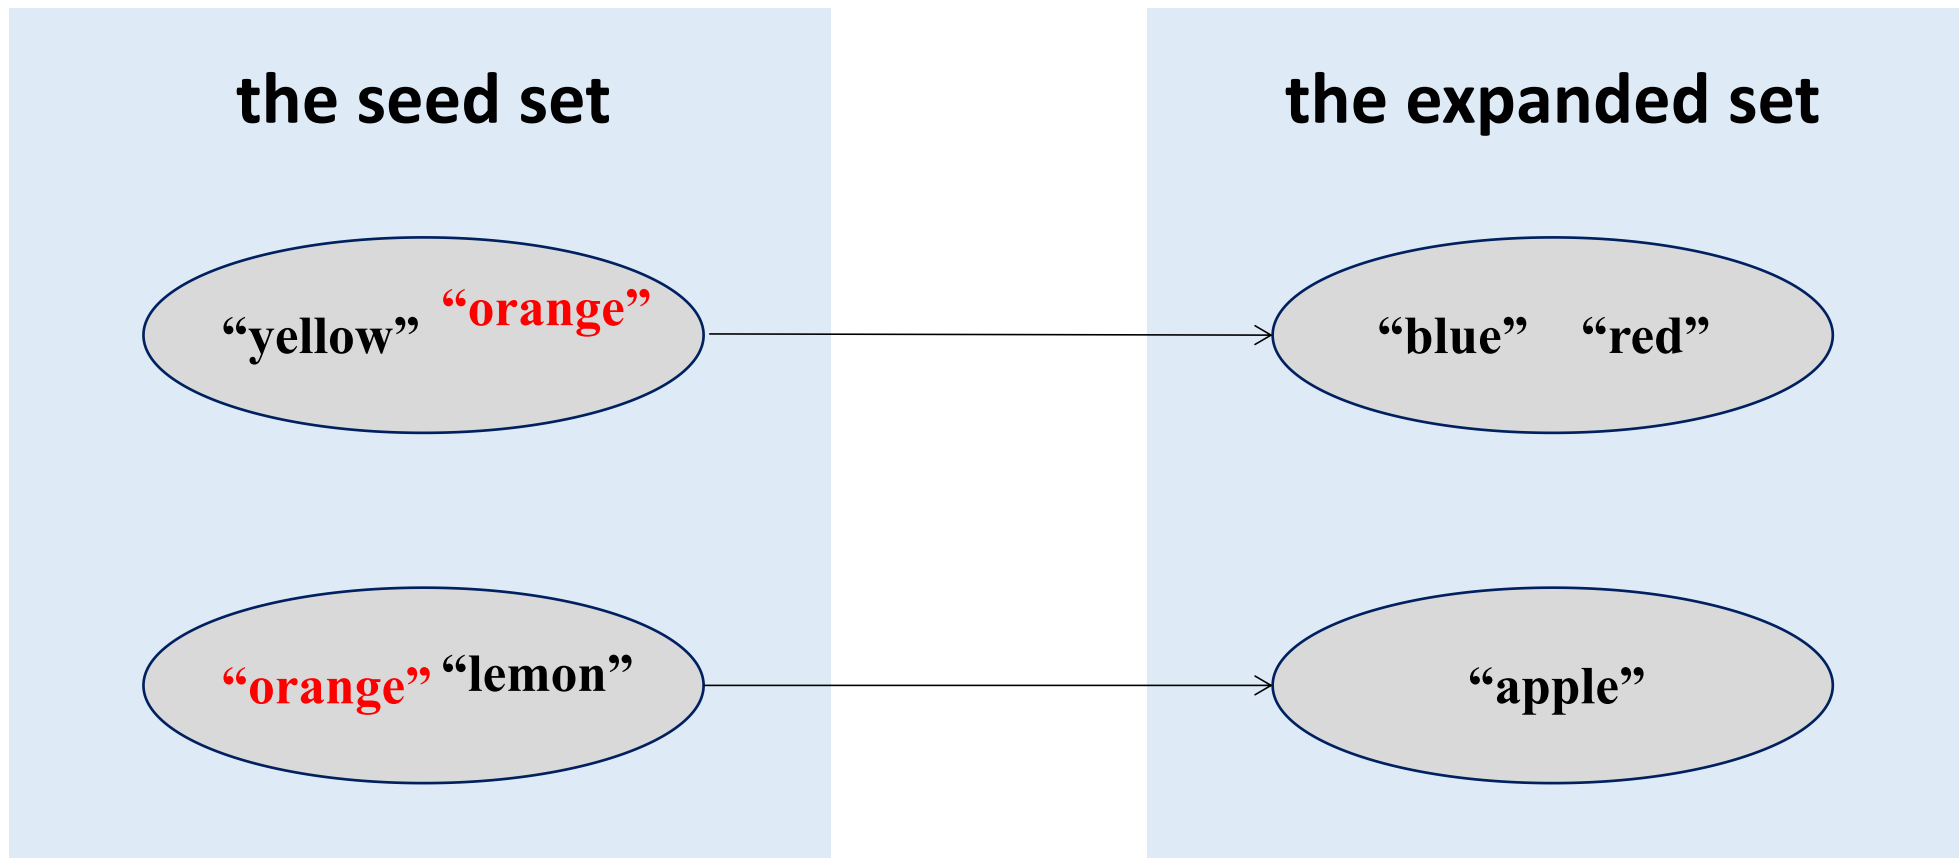 the seed set
the expanded set
“yellow” “orange”
“blue” “red”
“orange” “lemon”
“apple”